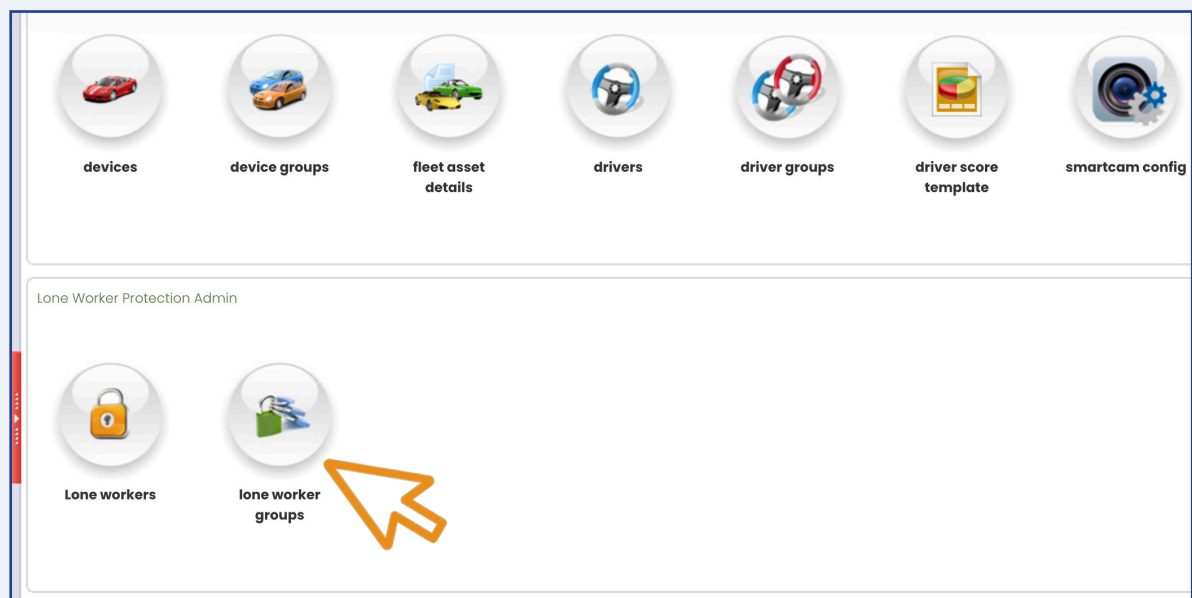 devices
device groups
fleet asset
details
drivers
driver groups
driver score
template
smartcam config
Lone Worker Protection Admin
Lone workers
lone worker
groups